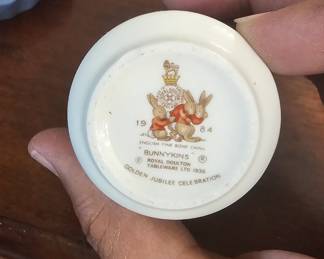 19 84
ENGLISH FINE BONE CHINA
BUNNYKINS ®
© ROYAL DOULTON
TABLEWARE LTD 1936
GOLDEN JUBILEE CELEBRATION